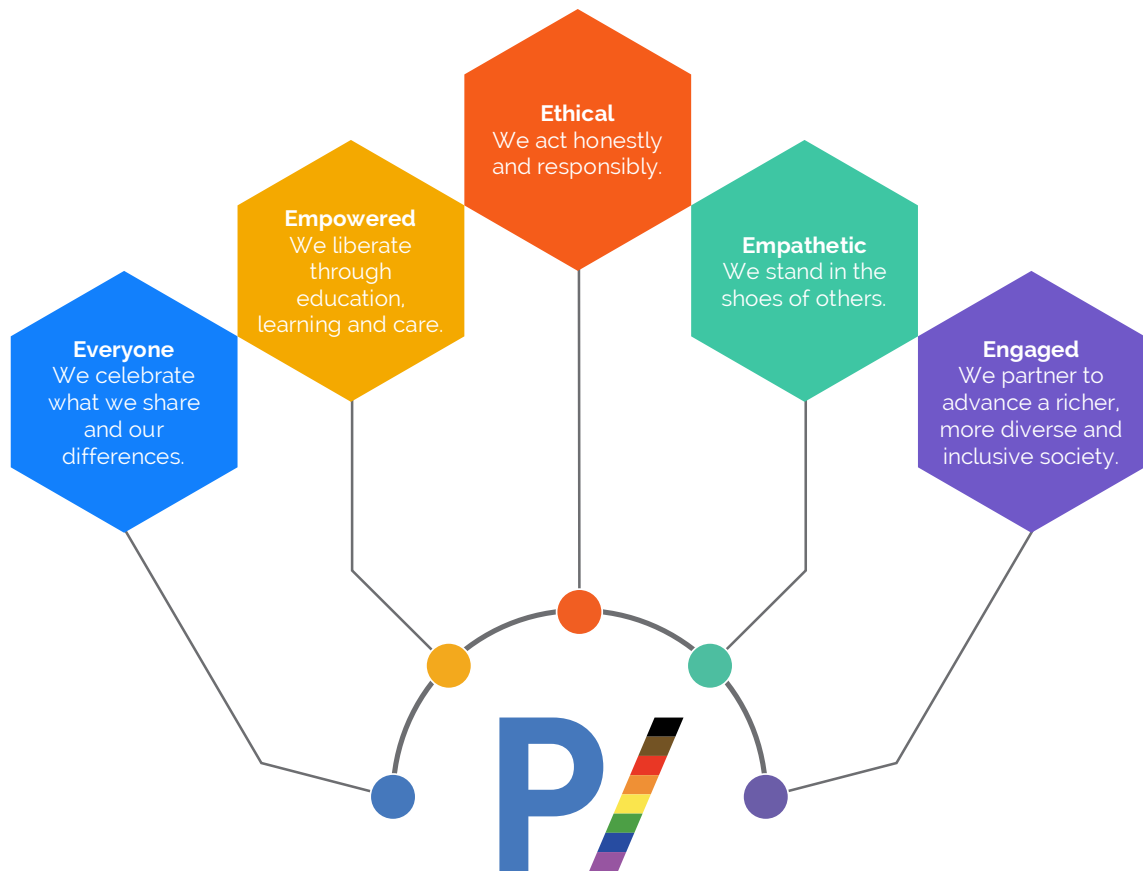 Ethical
We act honestly
and responsibly.
Empowered
We liberate
through
education,
learning and care.
Empathetic
We stand in the
shoes of others.
Everyone
We celebrate
what we share
and our
differences.
Engaged
We partner to
advance a richer,
more diverse and
inclusive society.
P/